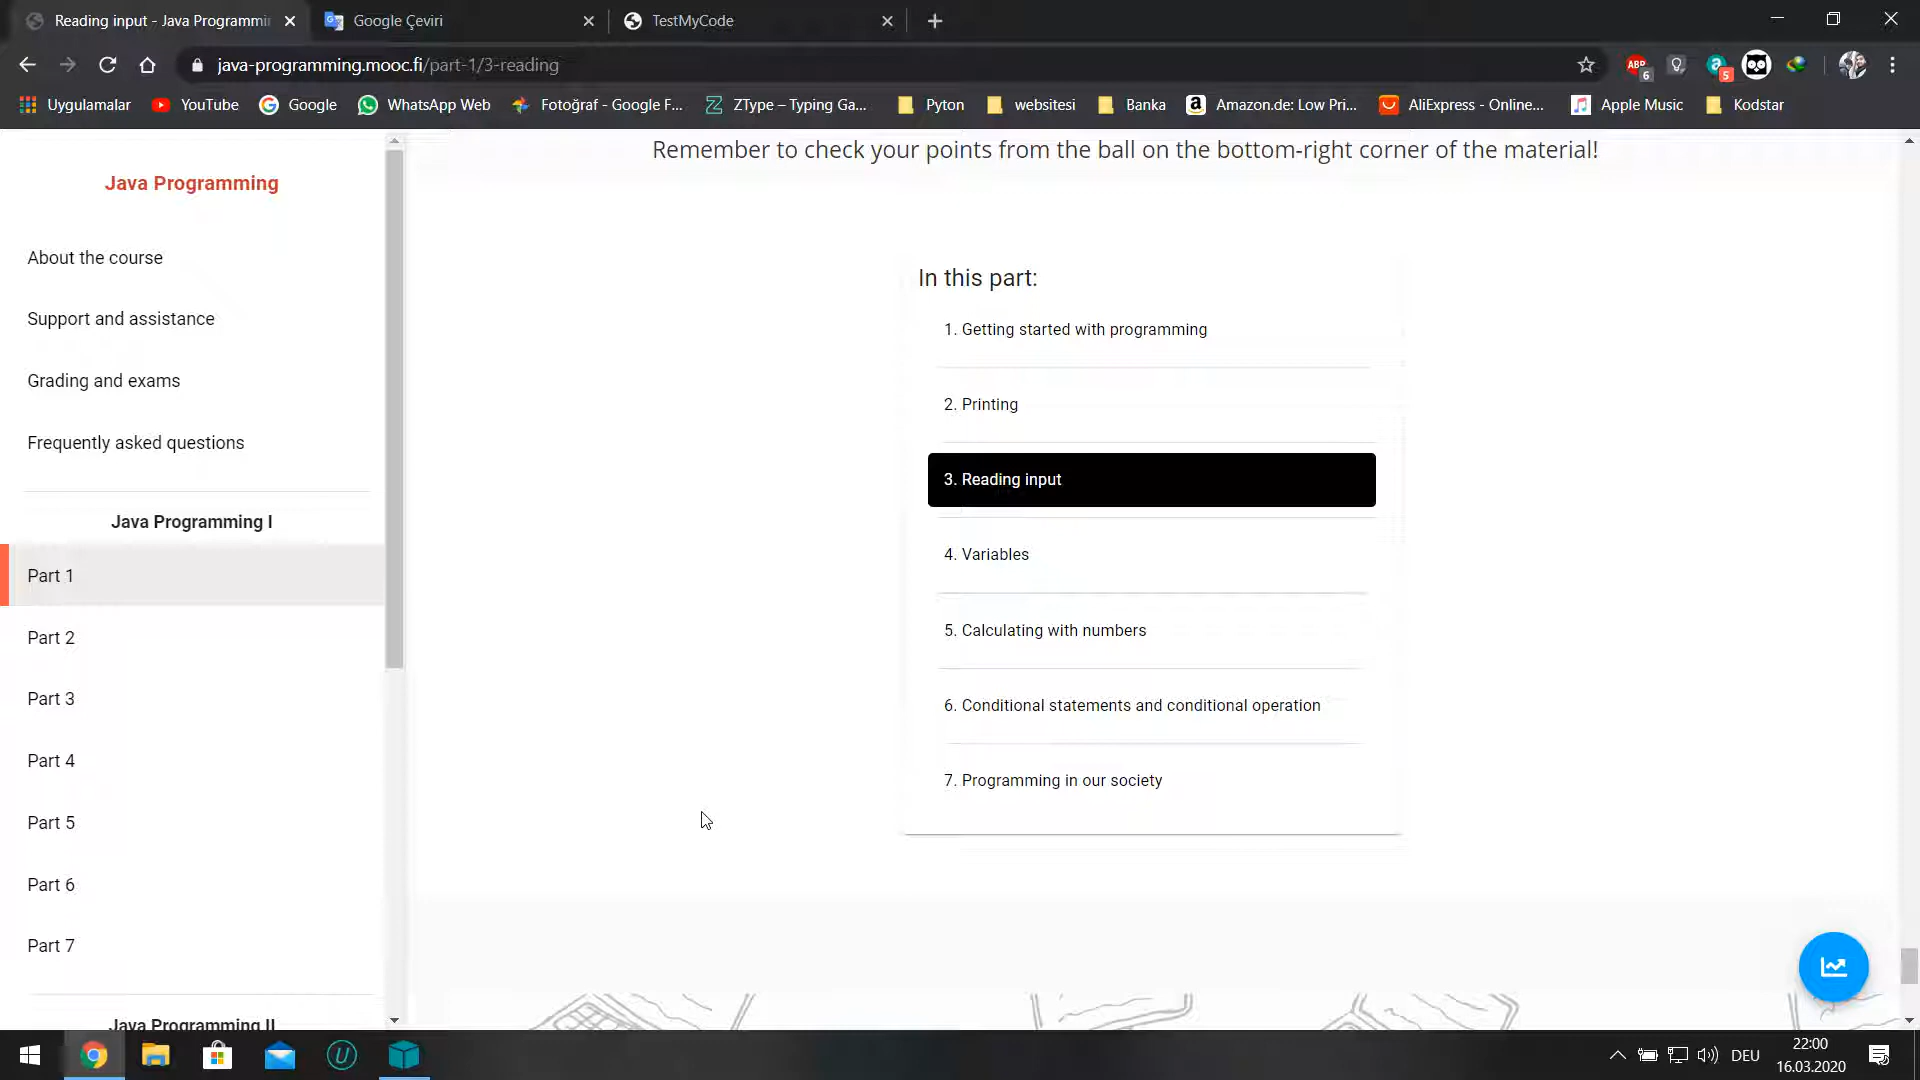 Reading input - Java Programmi
Google Çeviri
TestMyCode
java-programming.mooc.fi/part-1/3-reading
ABP
6
5
Uygulamalar
YouTube
Google
WhatsApp Web
Fotoğraf - Google F...
ZType – Typing Ga...
Pyton
websitesi
Banka
Amazon.de: Low Pri...
AliExpress - Online...
Apple Music
Kodstar
Java Programming
About the course
Support and assistance
Grading and exams
Frequently asked questions
Java Programming I
Part 1
Part 2
Part 3
Part 4
Part 5
Part 6
Part 7
Java Programming II
Remember to check your points from the ball on the bottom-right corner of the material!
In this part:
1. Getting started with programming
2. Printing
3. Reading input
4. Variables
5. Calculating with numbers
6. Conditional statements and conditional operation
7. Programming in our society
DEU
22:00
16.03.2020